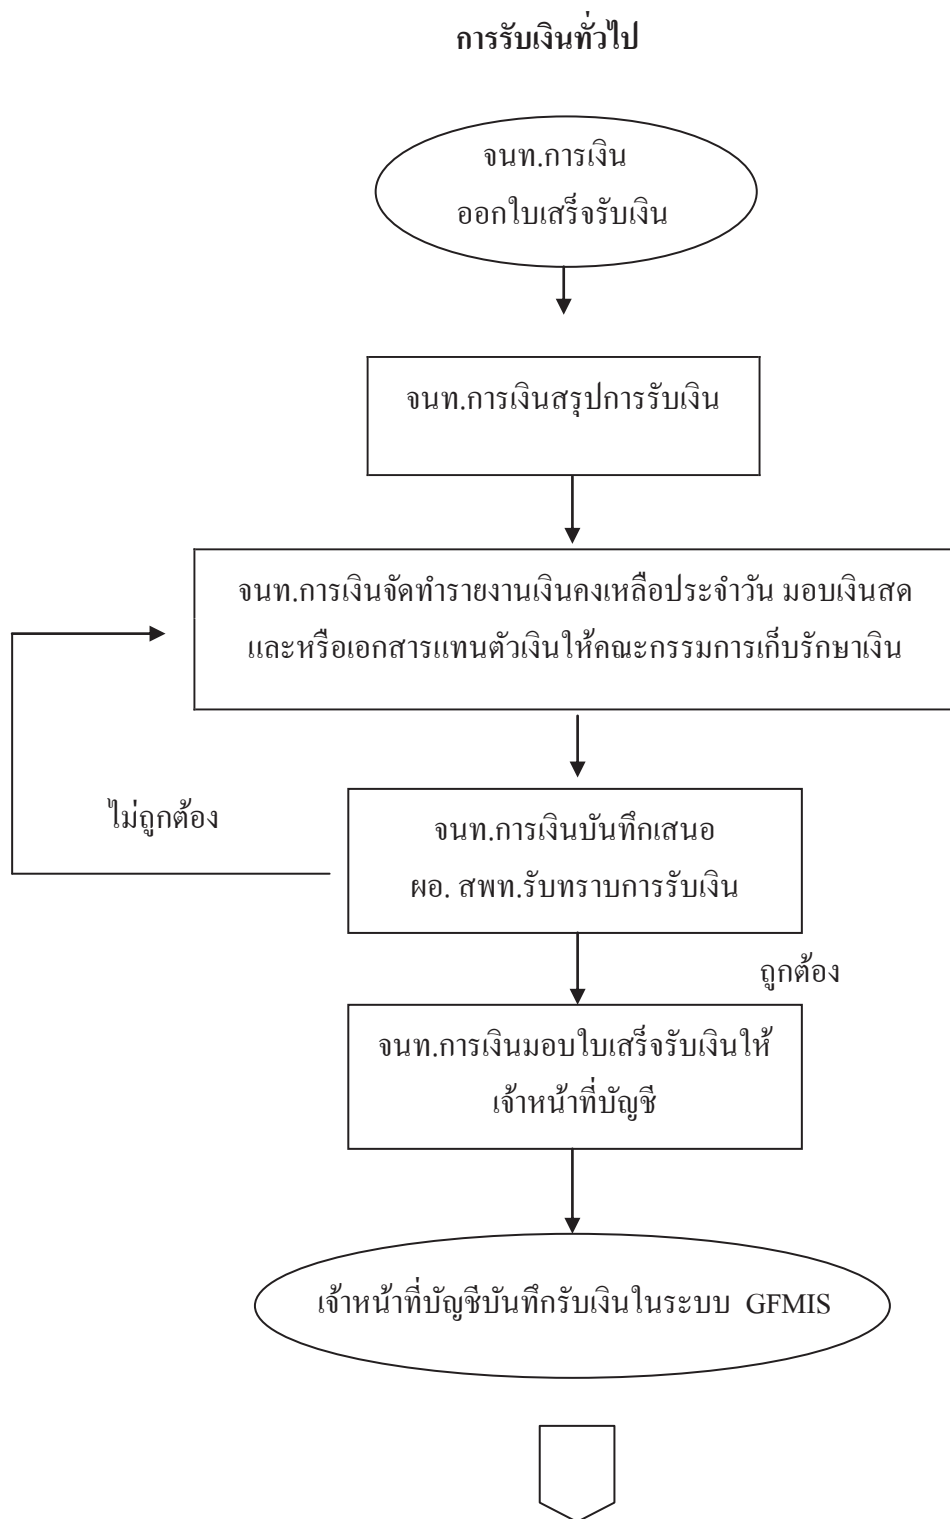 การรับเงินทั่วไป
จนท.การเงิน
ออกใบเสร็จรับเงิน
จนท.การเงินสรุปการรับเงิน
จนท.การเงินจัดทำรายงานเงินคงเหลือประจำวัน มอบเงินสด
และหรือเอกสารแทนตัวเงินให้คณะกรรมการเก็บรักษาเงิน
ไม่ถูกต้อง
จนท.การเงินบันทึกเสนอ
ผอ. สพท.รับทราบการรับเงิน
ถูกต้อง
จนท.การเงินมอบใบเสร็จรับเงินให้
เจ้าหน้าที่บัญชี
เจ้าหน้าที่บัญชีบันทึกรับเงินในระบบ GFMIS